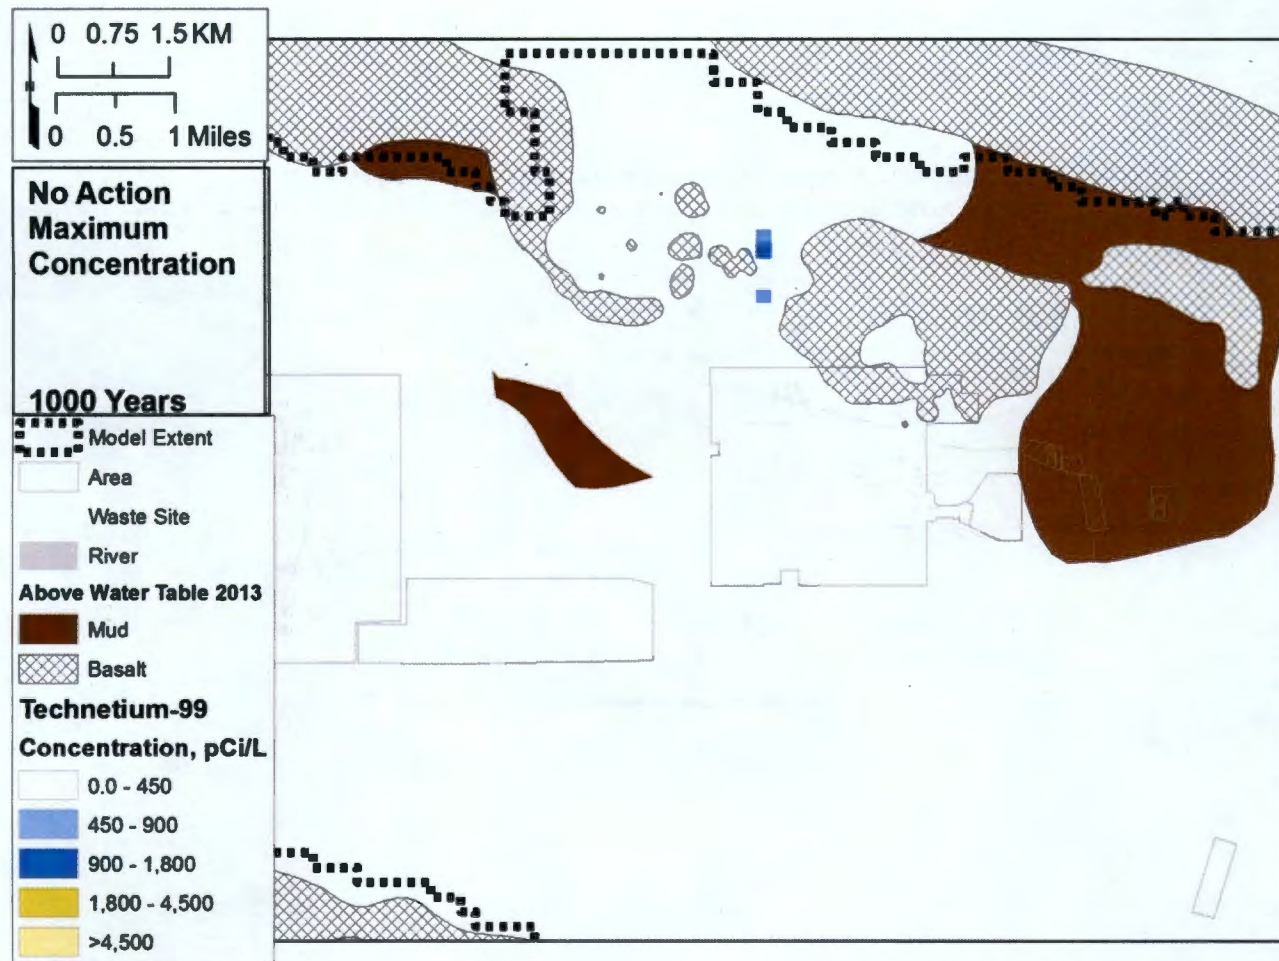 0 0.75 1.5 KM
N
0 0.5 1 Miles
No Action
Maximum
Concentration
1000 Years
Model Extent
Area
Waste Site
River
Above Water Table 2013
Mud
Basalt
Technetium-99
Concentration, pCi/L
0.0 - 450
450 - 900
900 - 1,800
1,800 - 4,500
>4,500